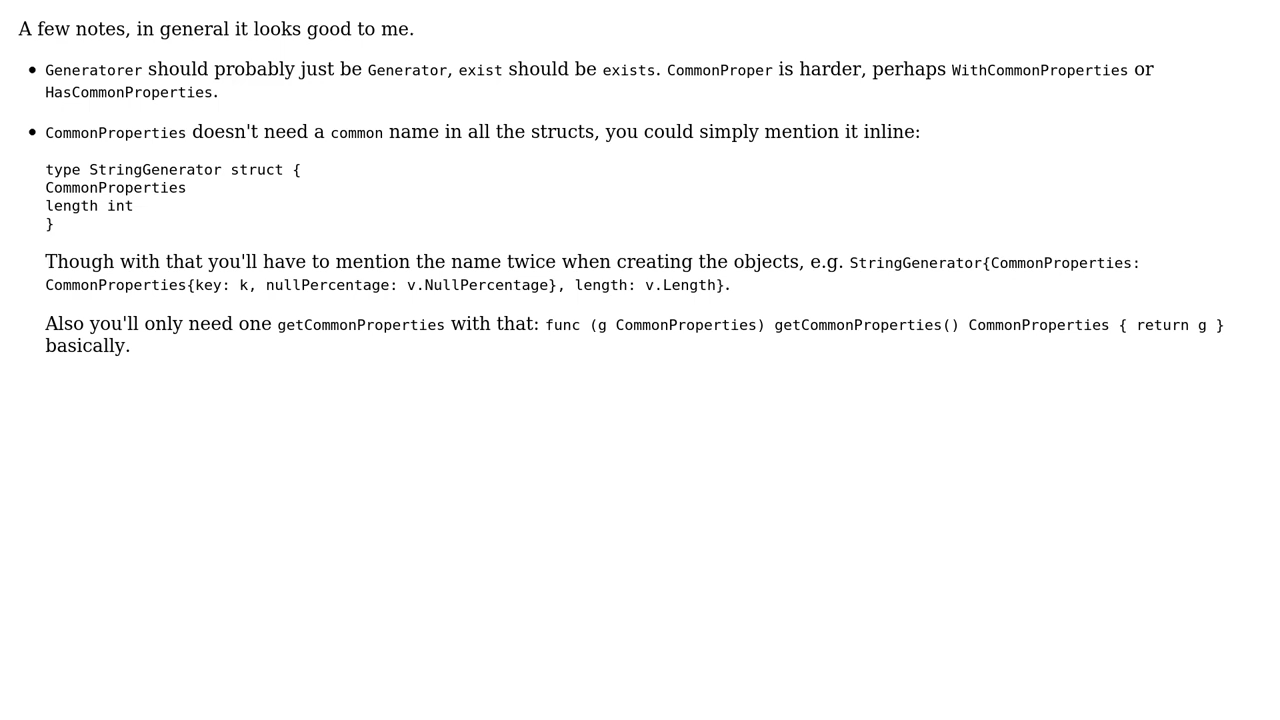 A few notes, in general it looks good to me.
Generatorer should probably just be Generator, exist should be exists. CommonProper is harder, perhaps WithCommonProperties or
HasCommonProperties.
CommonProperties doesn't need a common name in all the structs, you could simply mention it inline:
type StringGenerator struct {
CommonProperties
length int
}
Though with that you'll have to mention the name twice when creating the objects, e.g. StringGenerator{CommonProperties:
CommonProperties{key: k, nullPercentage: v.NullPercentage}, length: v.Length}.
Also you'll only need one getCommonProperties with that: func (g CommonProperties) getCommonProperties() CommonProperties { return g }
basically.